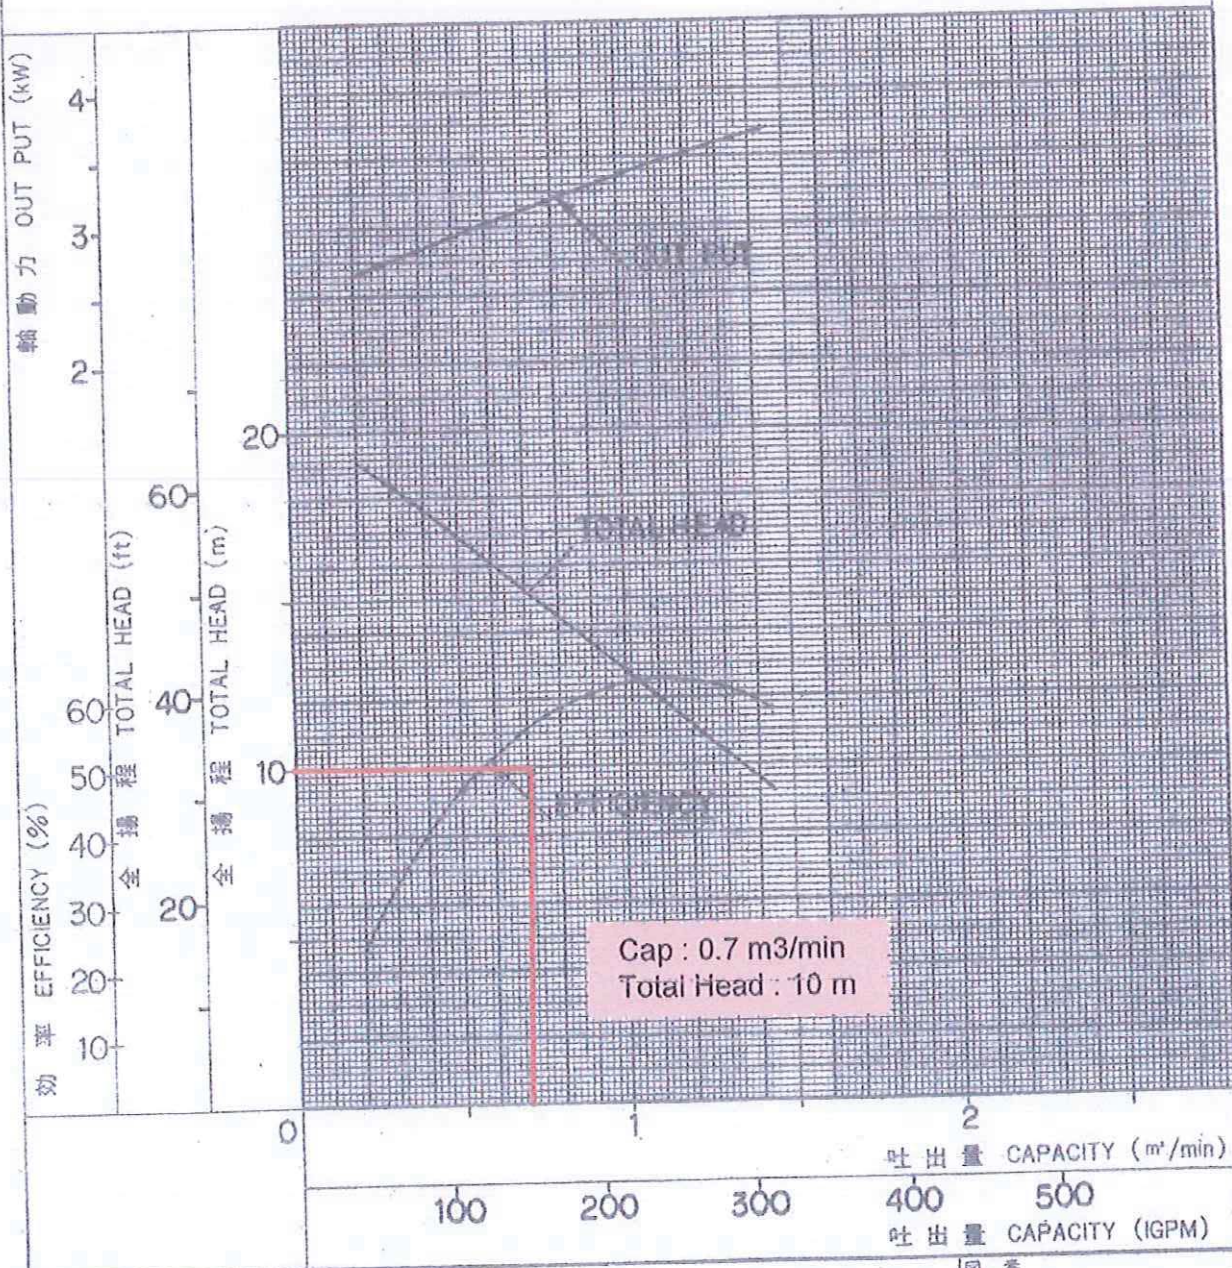 軸動力 OUT PUT (kW)
4
3
2
効率 EFFICIENCY (%)
60
50
40
30
20
10
全揚程 TOTAL HEAD (ft)
60
40
20
全揚程 TOTAL HEAD (m)
20
10
OUT PUT
TOTAL HEAD
EFFICIENCY
Cap : 0.7 m3/min
Total Head : 10 m
0
1
2
吐出量 CAPACITY (m³/min)
100
200
300
400
500
吐出量 CAPACITY (IGPM)